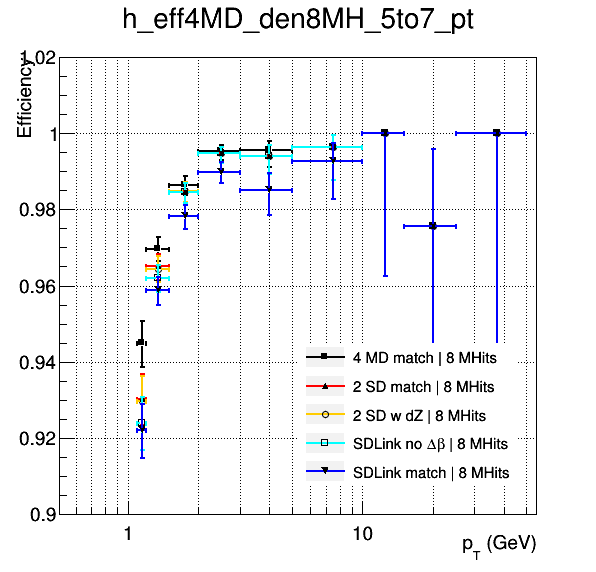 h_eff4MD_den8MH_5to7_pt
Efficiency
1.02
1
0.98
0.96
0.94
0.92
0.9
4 MD match | 8 MHits
2 SD match | 8 MHits
2 SD w dZ | 8 MHits
SDLink no Δβ | 8 MHits
SDLink match | 8 MHits
1
10
p_T (GeV)